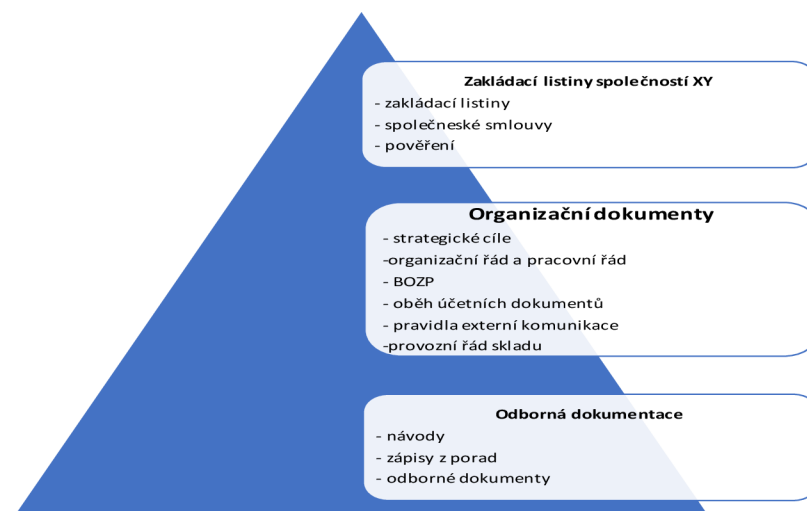 Zakládací listiny společností XY
- zakládací listiny
- společneské smlouvy
- pověření
Organizační dokumenty
- strategické cíle
-organizační řád a pracovní řád
- BOZP
- oběh účetních dokumentů
- pravidla externí komunikace
-provozní řád skladu
Odborná dokumentace
- návody
- zápisy z porad
- odborné dokumenty